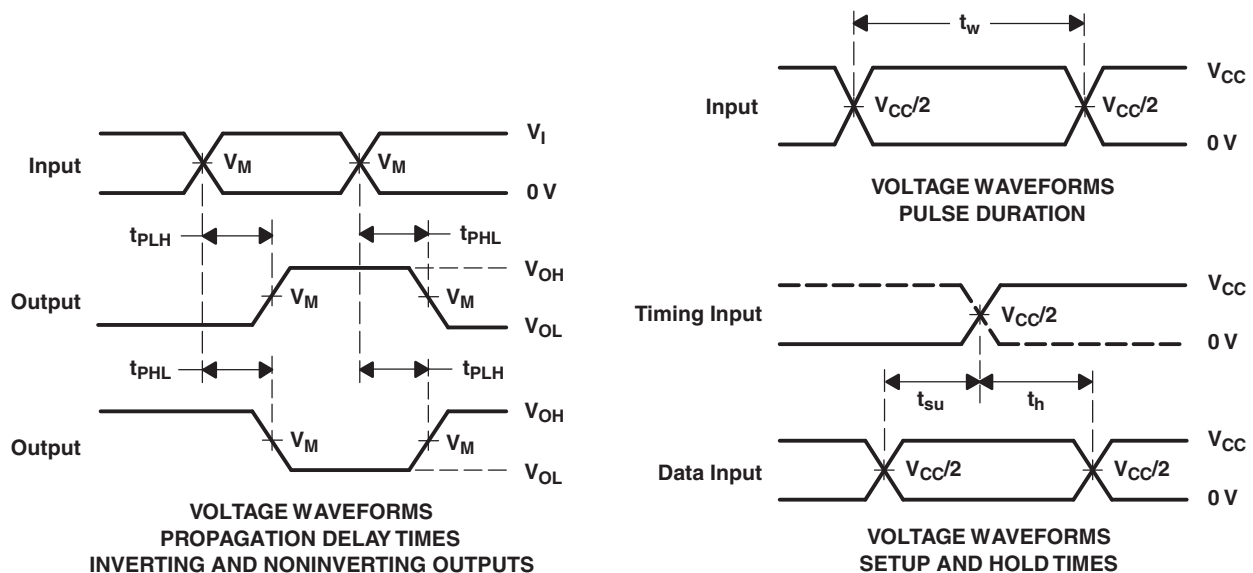 Input
V_M
V_M
V_I
0 V
t_PLH
t_PHL
Output
V_M
V_M
V_OH
V_OL
t_PHL
t_PLH
Output
V_M
V_M
V_OH
V_OL
VOLTAGE WAVEFORMS
PROPAGATION DELAY TIMES
INVERTING AND NONINVERTING OUTPUTS
t_w
Input
V_CC/2
V_CC/2
V_CC
0 V
VOLTAGE WAVEFORMS
PULSE DURATION
Timing Input
V_CC/2
V_CC
0 V
t_su
t_h
Data Input
V_CC/2
V_CC/2
V_CC
0 V
VOLTAGE WAVEFORMS
SETUP AND HOLD TIMES